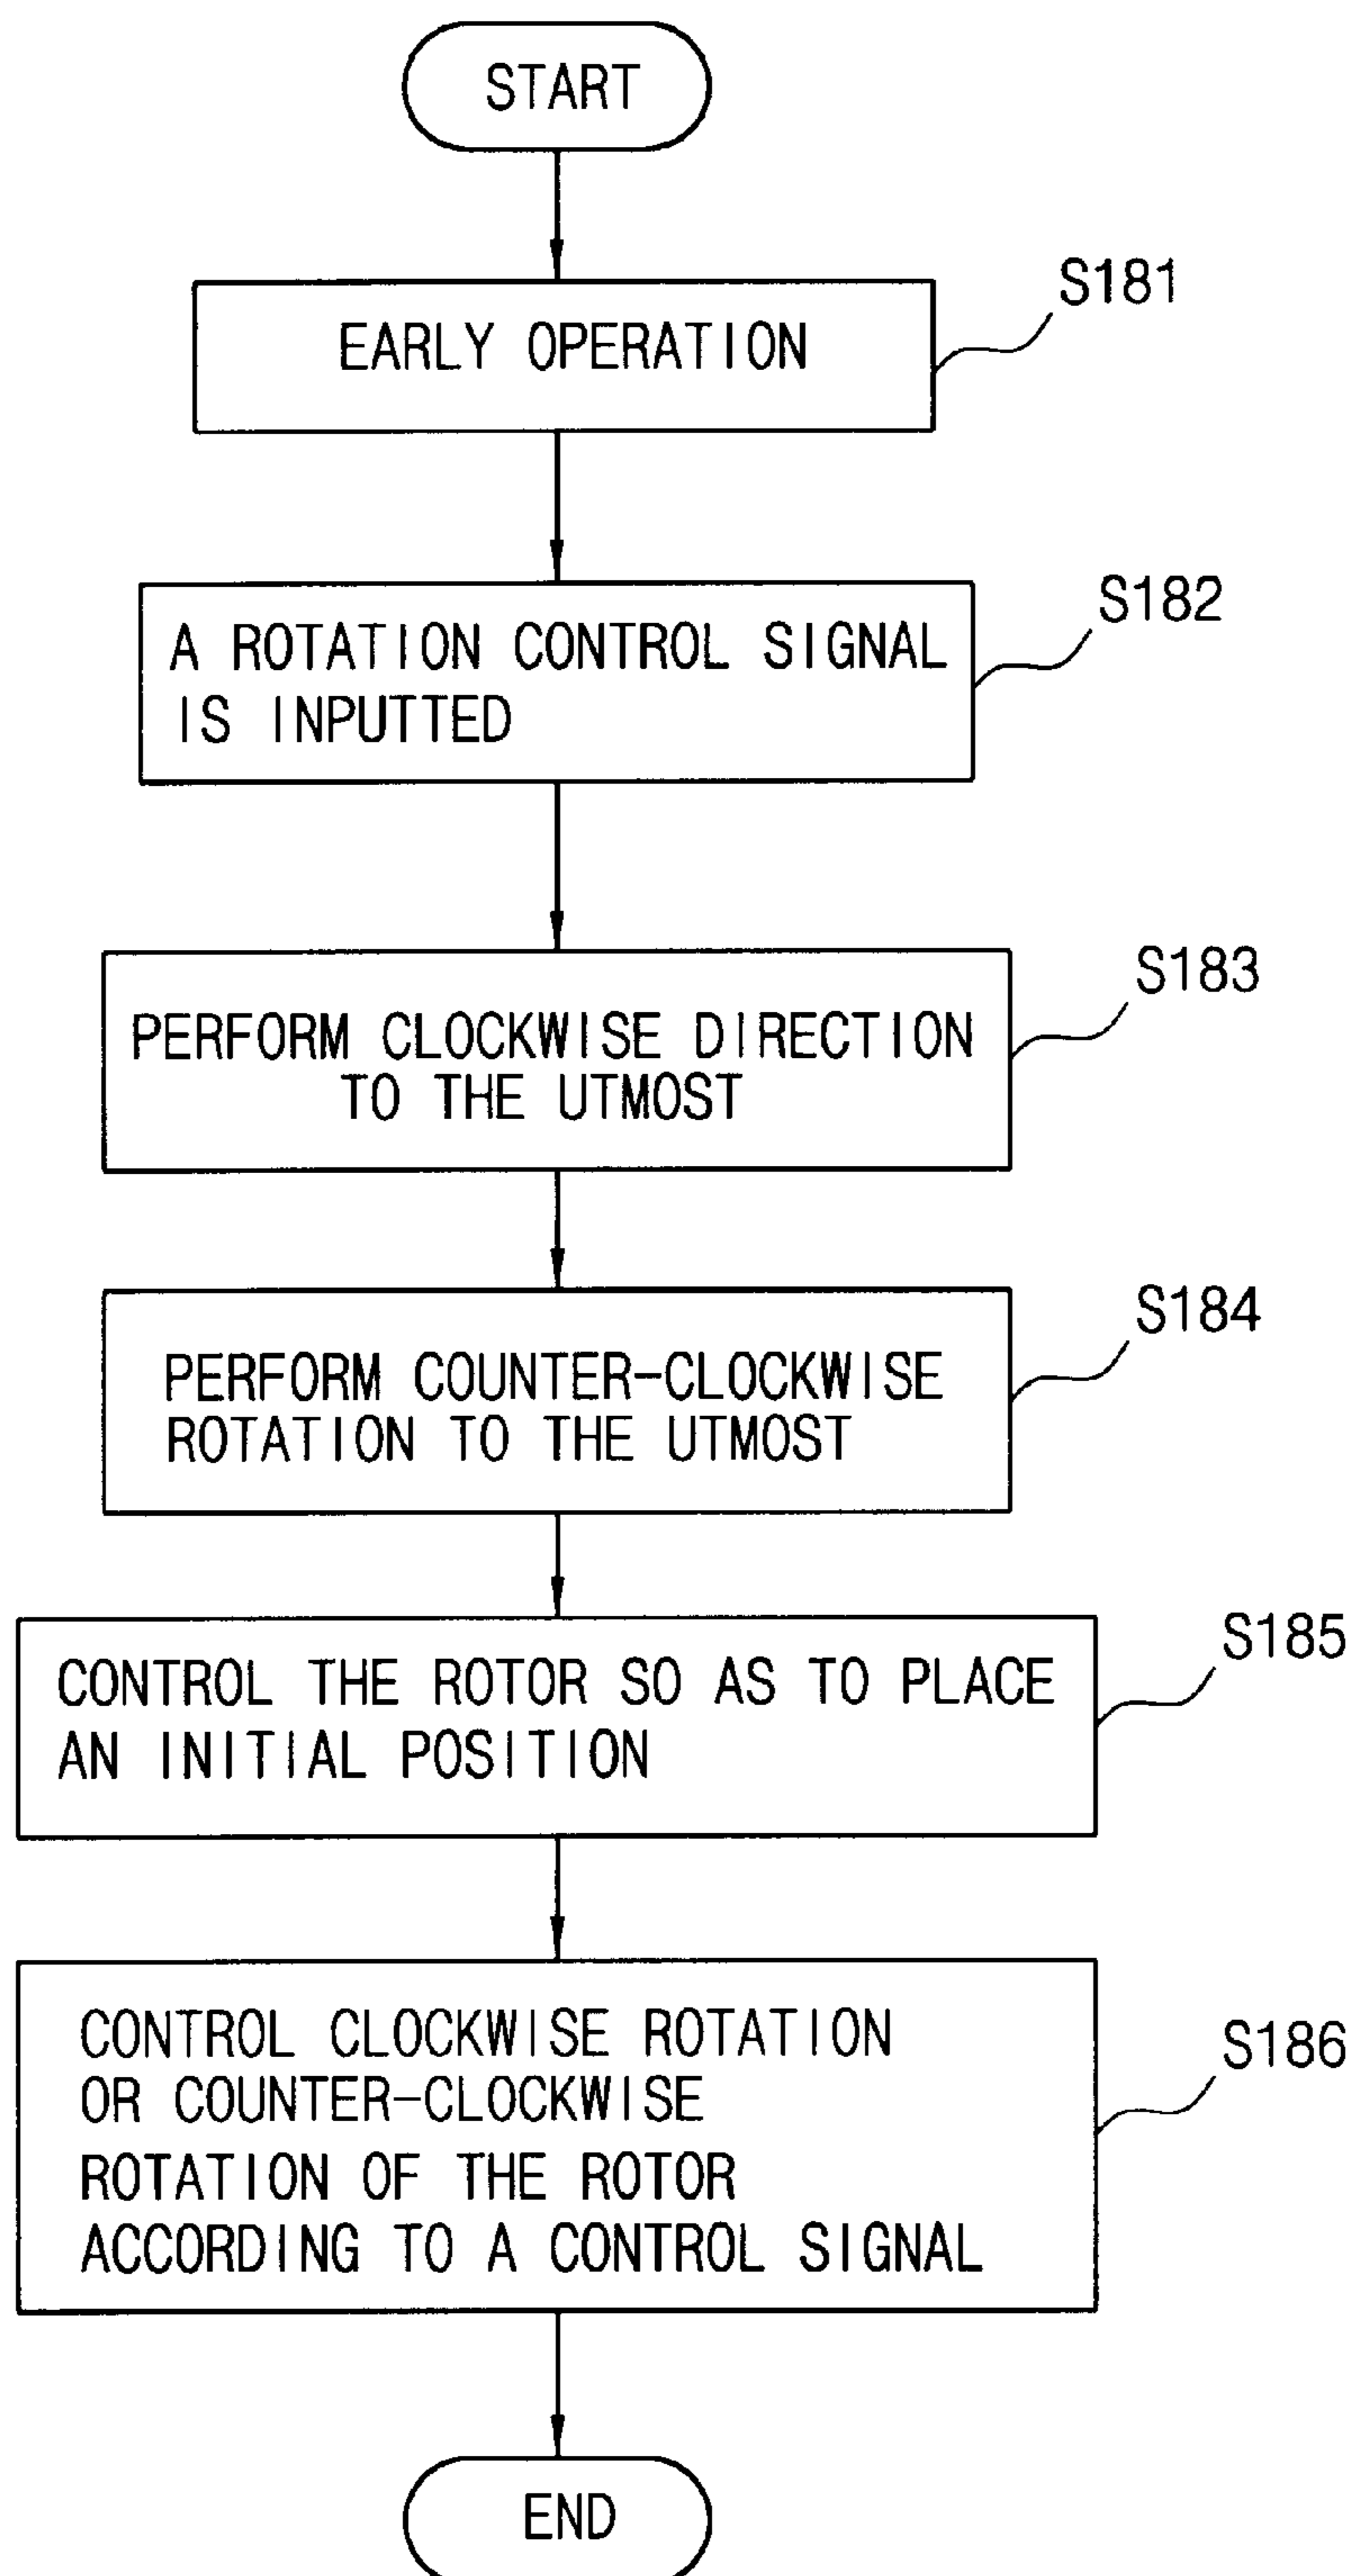 START
EARLY OPERATION
S181
A ROTATION CONTROL SIGNAL
IS INPUTTED
S182
PERFORM CLOCKWISE DIRECTION
TO THE UTMOST
S183
PERFORM COUNTER-CLOCKWISE
ROTATION TO THE UTMOST
S184
CONTROL THE ROTOR SO AS TO PLACE
AN INITIAL POSITION
S185
CONTROL CLOCKWISE ROTATION
OR COUNTER-CLOCKWISE
ROTATION OF THE ROTOR
ACCORDING TO A CONTROL SIGNAL
S186
END